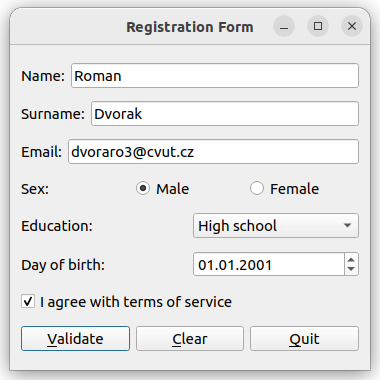 Registration Form
Name: Roman
Surname: Dvorak
Email: dvoraro3@cvut.cz
Sex: Male Female
Education: High school
Day of birth: 01.01.2001
I agree with terms of service
Validate Clear Quit